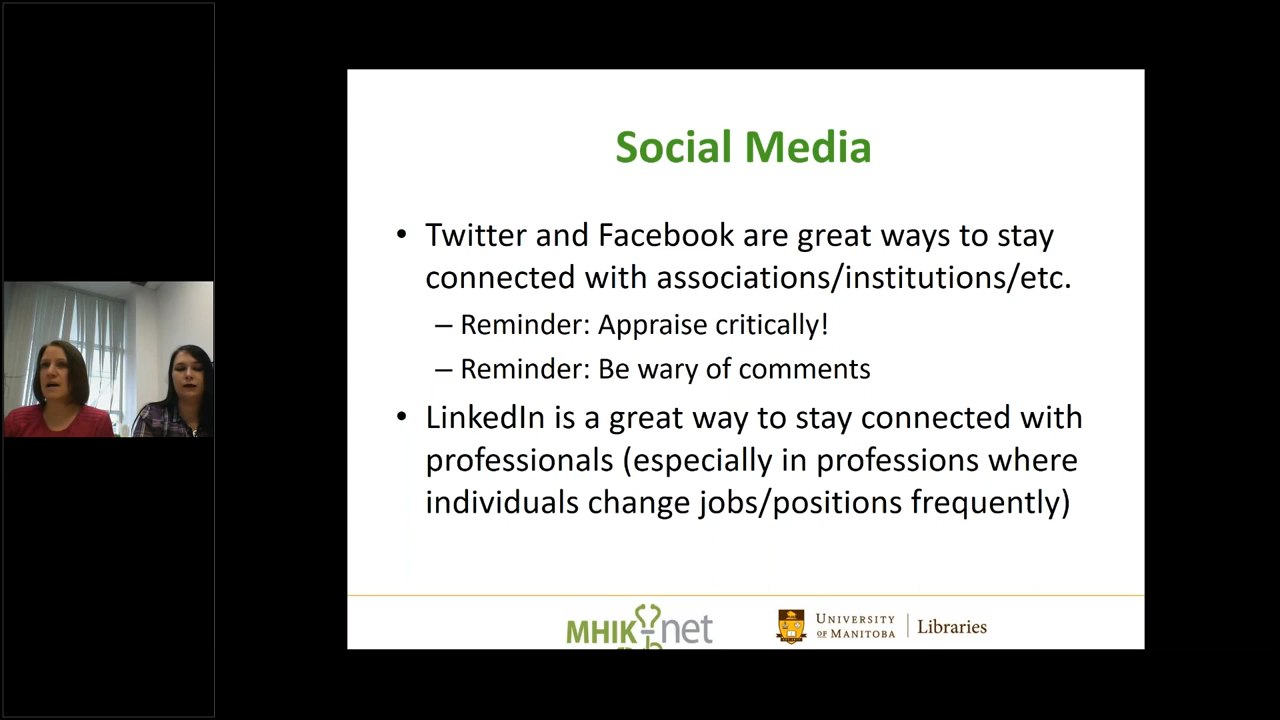 Social Media
• Twitter and Facebook are great ways to stay
connected with associations/institutions/etc.
– Reminder: Appraise critically!
– Reminder: Be wary of comments
• LinkedIn is a great way to stay connected with
professionals (especially in professions where
individuals change jobs/positions frequently)
MHIK-net
UNIVERSITY
OF MANITOBA
Libraries